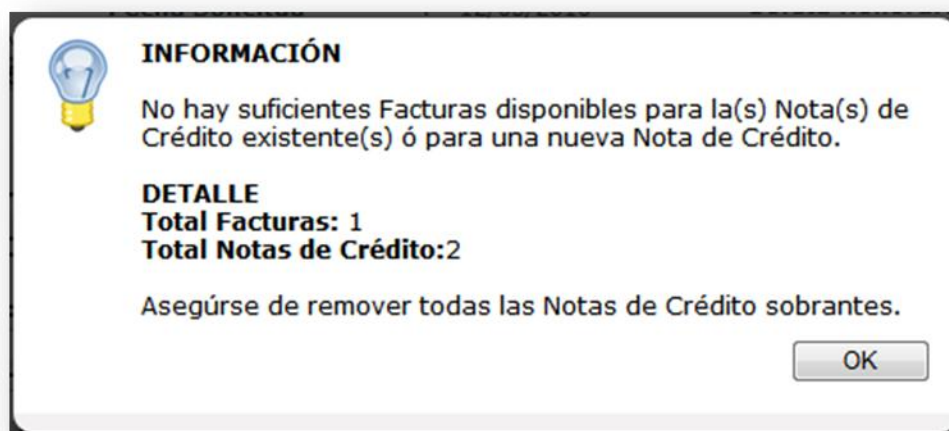 INFORMACIÓN
No hay suficientes Facturas disponibles para la(s) Nota(s) de
Crédito existente(s) ó para una nueva Nota de Crédito.
DETALLE
Total Facturas: 1
Total Notas de Crédito:2
Asegúrse de remover todas las Notas de Crédito sobrantes.
OK